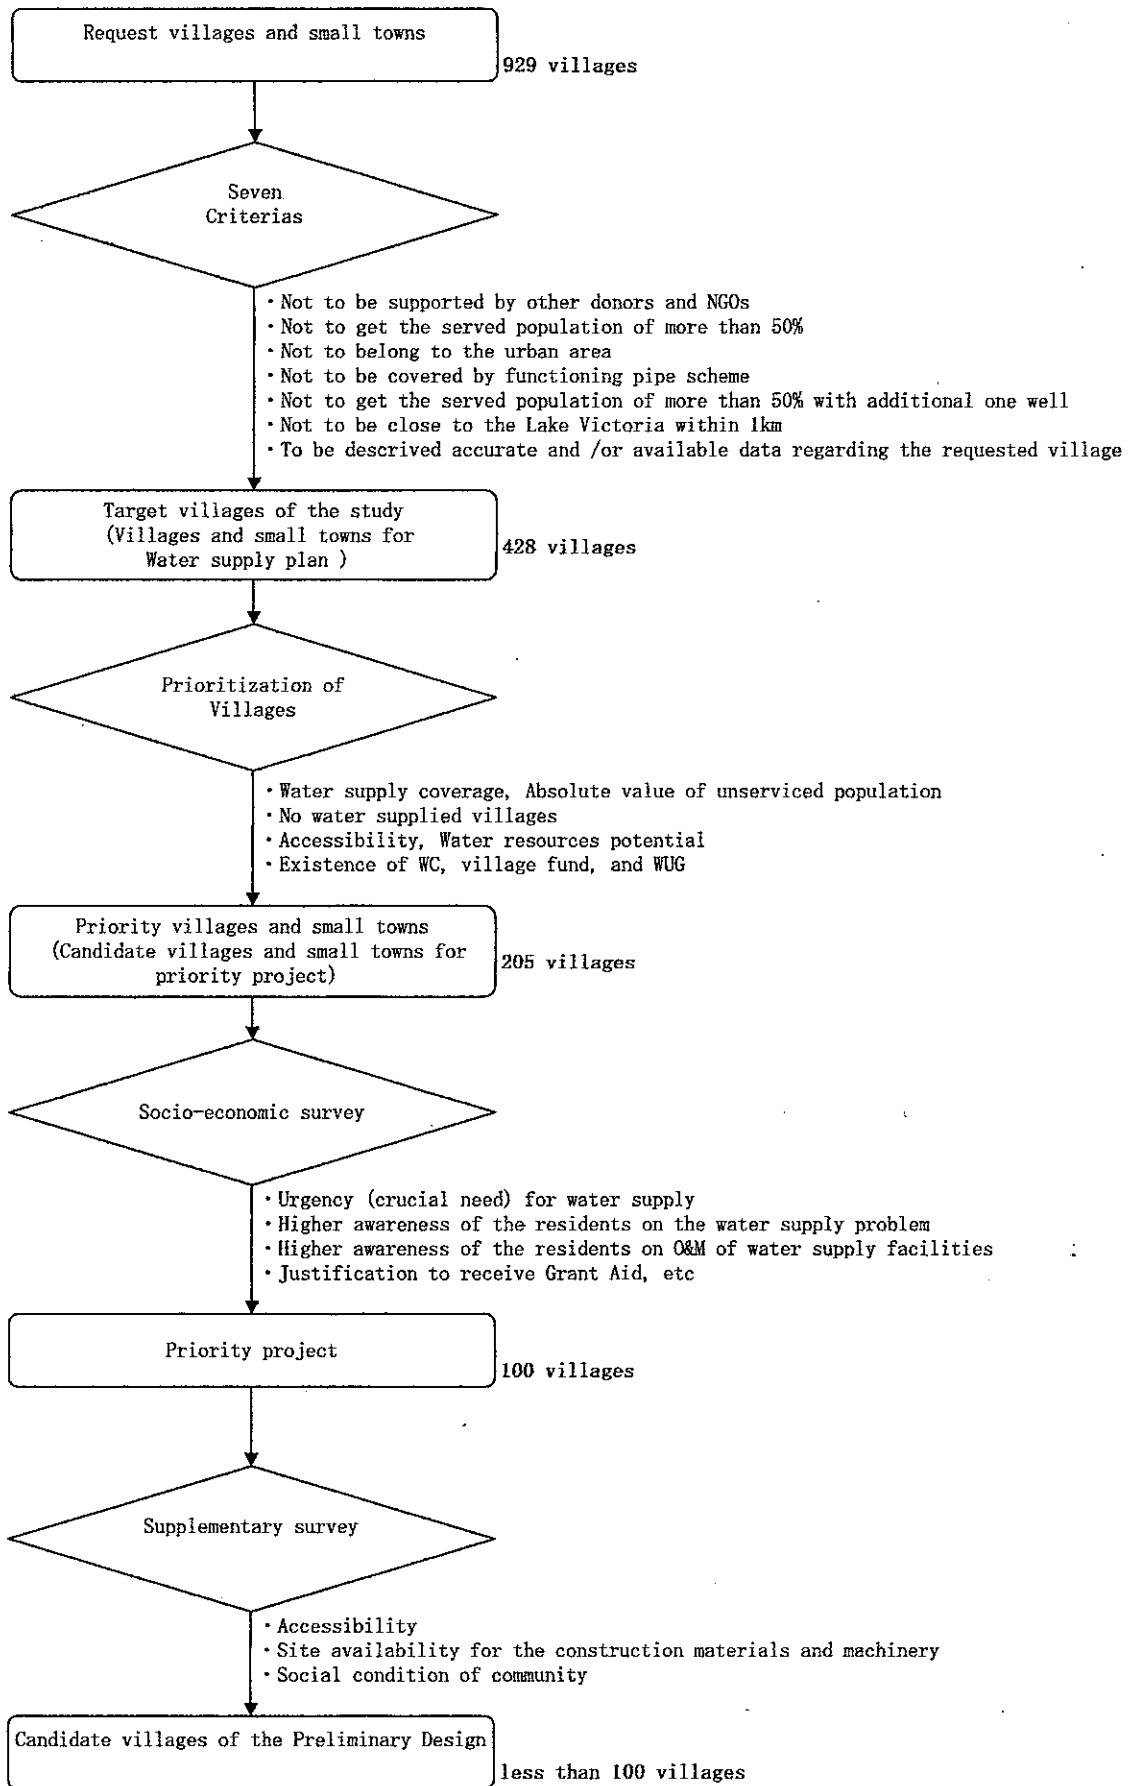 Request villages and small towns
929 villages
Seven
Criterias
・Not to be supported by other donors and NGOs
・Not to get the served population of more than 50%
・Not to belong to the urban area
・Not to be covered by functioning pipe scheme
・Not to get the served population of more than 50% with additional one well
・Not to be close to the Lake Victoria within 1km
・To be descrived accurate and /or available data regarding the requested village
Target villages of the study
(Villages and small towns for
Water supply plan )
428 villages
Prioritization of
Villages
・Water supply coverage, Absolute value of unserviced population
・No water supplied villages
・Accessibility, Water resources potential
・Existence of WC, village fund, and WUG
Priority villages and small towns
(Candidate villages and small towns for
priority project)
205 villages
Socio-economic survey
・Urgency (crucial need) for water supply
・Higher awareness of the residents on the water supply problem
・Higher awareness of the residents on O&M of water supply facilities
・Justification to receive Grant Aid, etc
Priority project
100 villages
Supplementary survey
・Accessibility
・Site availability for the construction materials and machinery
・Social condition of community
Candidate villages of the Preliminary Design
less than 100 villages